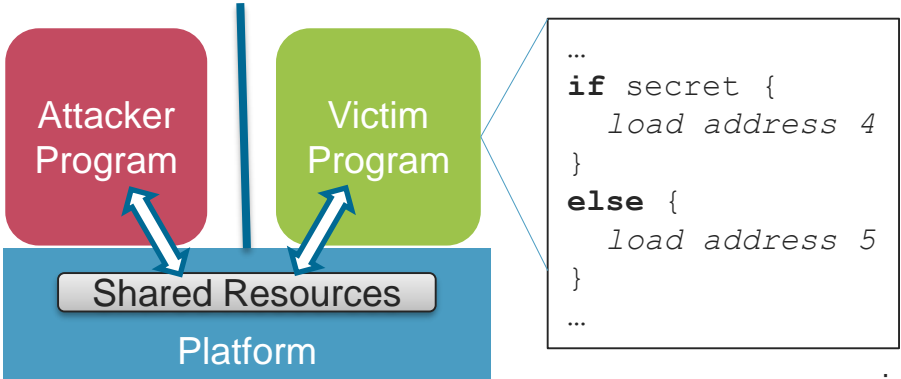 Attacker
Program
Victim
Program
Shared Resources
Platform
…
if secret {
  load address 4
}
else {
  load address 5
}
…
.